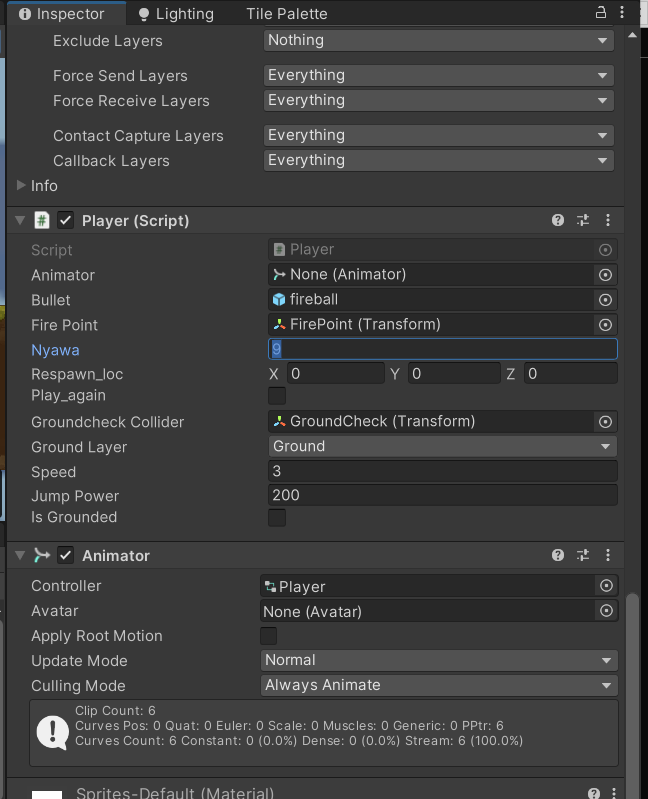 Inspector Lighting Tile Palette
Exclude Layers Nothing
Force Send Layers Everything
Force Receive Layers Everything
Contact Capture Layers Everything
Callback Layers Everything
Info
# Player (Script)
Script # Player
Animator None (Animator)
Bullet fireball
Fire Point FirePoint (Transform)
Nyawa 9
Respawn_loc X 0 Y 0 Z 0
Play_again
Groundcheck Collider GroundCheck (Transform)
Ground Layer Ground
Speed 3
Jump Power 200
Is Grounded
Animator
Controller Player
Avatar None (Avatar)
Apply Root Motion
Update Mode Normal
Culling Mode Always Animate
Clip Count: 6
Curves Pos: 0 Quat: 0 Euler: 0 Scale: 0 Muscles: 0 Generic: 0 PPtr: 6
Curves Count: 6 Constant: 0 (0.0%) Dense: 0 (0.0%) Stream: 6 (100.0%)
Sprites-Default (Material)